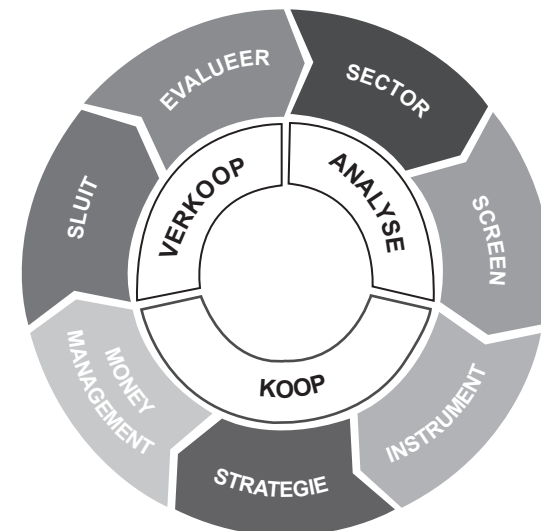 SECTOR
SCREEN
INSTRUMENT
STRATEGIE
MONEY
MANAGEMENT
SLUIT
EVALUEER
ANALYSE
KOOP
VERKOOP